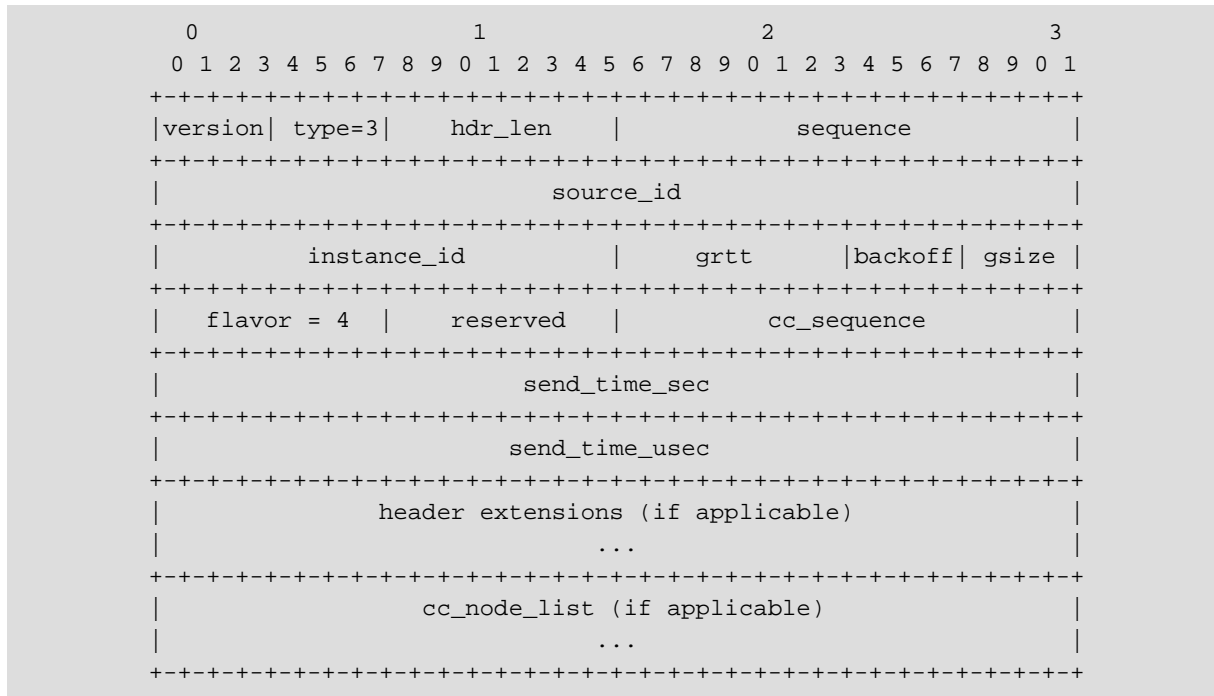 0                   1                   2                   3
 0 1 2 3 4 5 6 7 8 9 0 1 2 3 4 5 6 7 8 9 0 1 2 3 4 5 6 7 8 9 0 1
+-+-+-+-+-+-+-+-+-+-+-+-+-+-+-+-+-+-+-+-+-+-+-+-+-+-+-+-+-+-+-+-+
|version| type=3|    hdr_len    |            sequence           |
+-+-+-+-+-+-+-+-+-+-+-+-+-+-+-+-+-+-+-+-+-+-+-+-+-+-+-+-+-+-+-+-+
|                           source_id                           |
+-+-+-+-+-+-+-+-+-+-+-+-+-+-+-+-+-+-+-+-+-+-+-+-+-+-+-+-+-+-+-+-+
|          instance_id          |     grtt      |backoff| gsize |
+-+-+-+-+-+-+-+-+-+-+-+-+-+-+-+-+-+-+-+-+-+-+-+-+-+-+-+-+-+-+-+-+
|   flavor = 4  |    reserved   |          cc_sequence          |
+-+-+-+-+-+-+-+-+-+-+-+-+-+-+-+-+-+-+-+-+-+-+-+-+-+-+-+-+-+-+-+-+
|                         send_time_sec                         |
+-+-+-+-+-+-+-+-+-+-+-+-+-+-+-+-+-+-+-+-+-+-+-+-+-+-+-+-+-+-+-+-+
|                        send_time_usec                         |
+-+-+-+-+-+-+-+-+-+-+-+-+-+-+-+-+-+-+-+-+-+-+-+-+-+-+-+-+-+-+-+-+
|               header extensions (if applicable)               |
|                              ...                              |
+-+-+-+-+-+-+-+-+-+-+-+-+-+-+-+-+-+-+-+-+-+-+-+-+-+-+-+-+-+-+-+-+
|                  cc_node_list (if applicable)                 |
|                              ...                              |
+-+-+-+-+-+-+-+-+-+-+-+-+-+-+-+-+-+-+-+-+-+-+-+-+-+-+-+-+-+-+-+-+